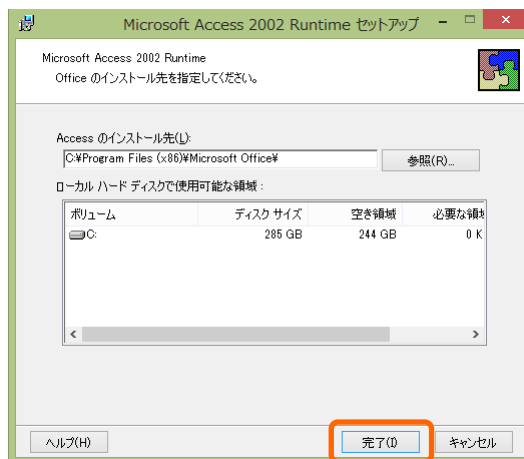 Microsoft Access 2002 Runtime セットアップ
Microsoft Access 2002 Runtime
Office のインストール先を指定してください。
Access のインストール先(L):
C:¥Program Files (x86)¥Microsoft Office¥
参照(R)...
ローカル ハード ディスクで使用可能な領域:
ボリューム ディスク サイズ 空き領域 必要な領域
C: 285 GB 244 GB 0 K
ヘルプ(H) 完了(I) キャンセル